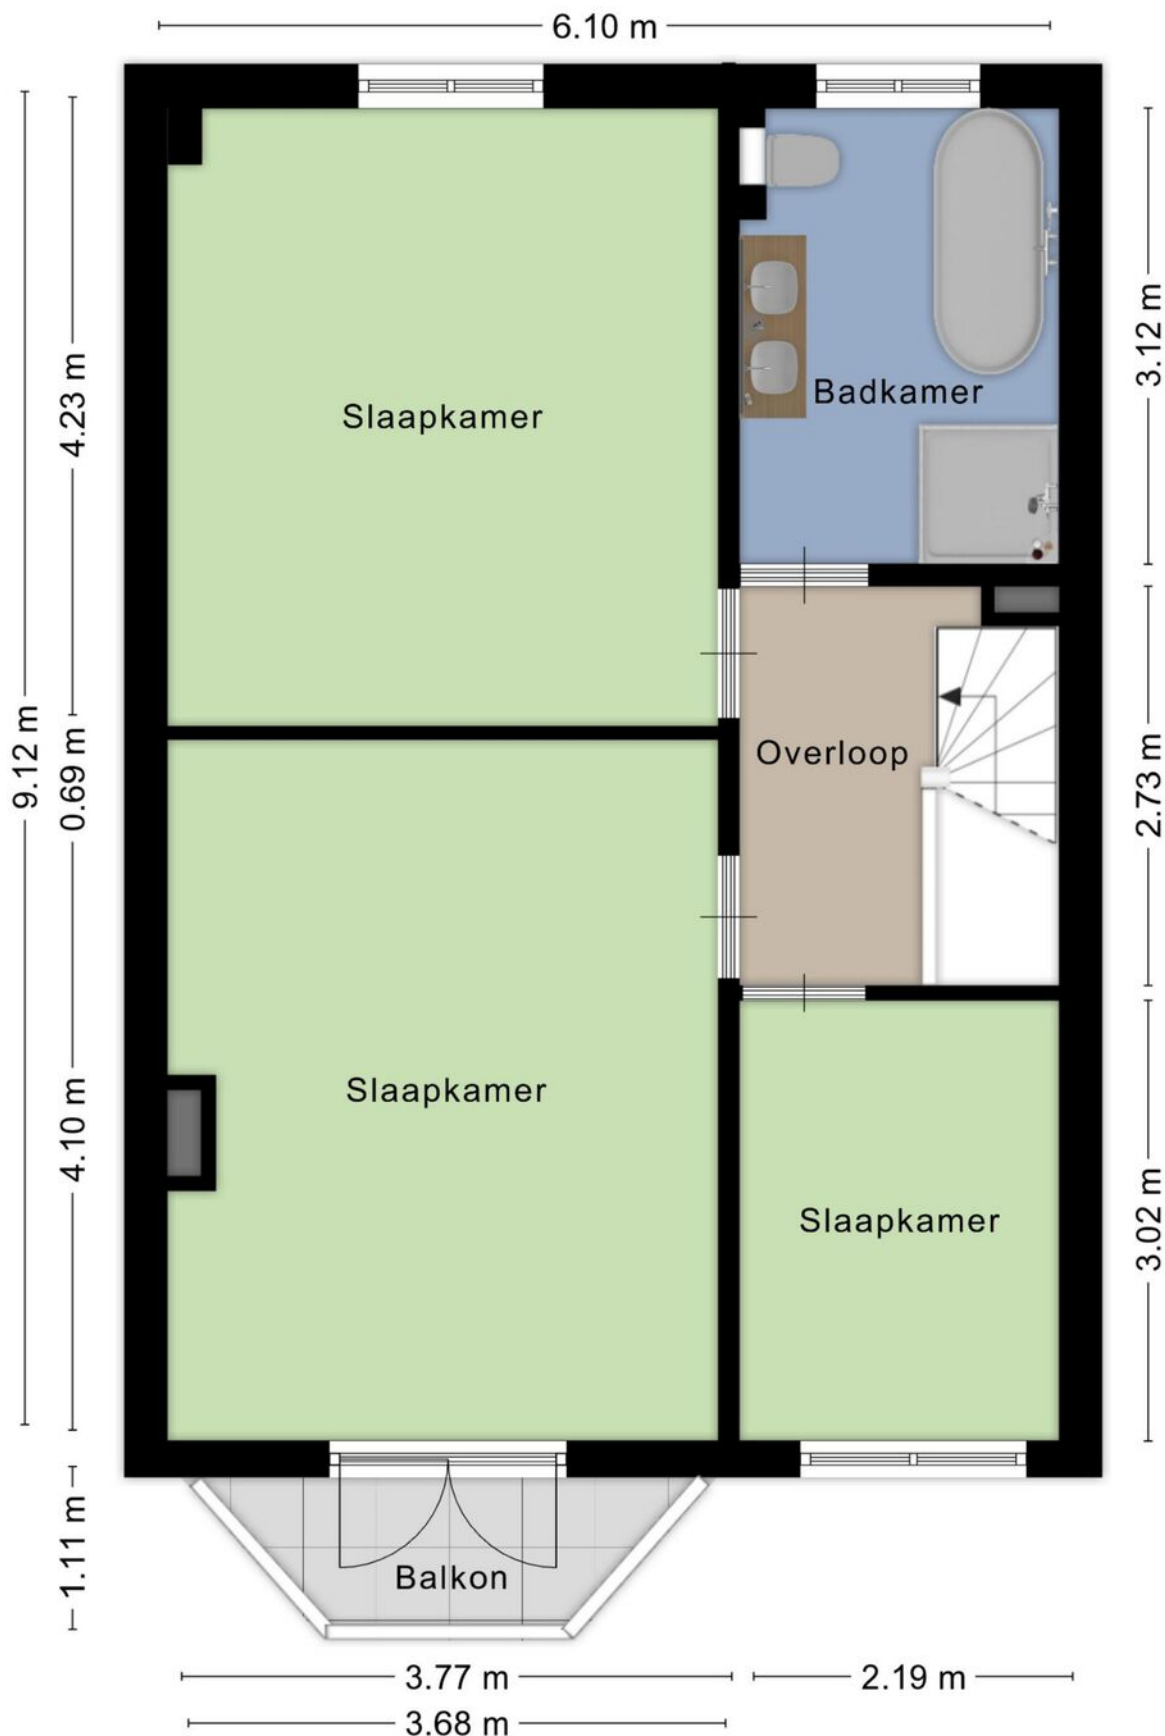 6.10 m
Badkamer
3.12 m
4.23 m
Slaapkamer
9.12 m
0.69 m
Overloop
2.73 m
4.10 m
Slaapkamer
Slaapkamer
3.02 m
1.11 m
Balkon
3.77 m
2.19 m
3.68 m